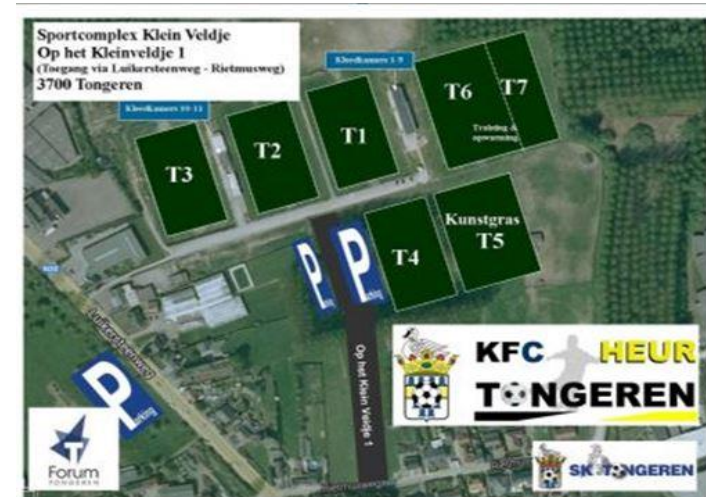 Sportcomplex Klein Veldje
Op het Kleinveldje 1
(Toegang via Luikersteenweg - Rietmusweg)
3700 Tongeren
Kleedkamers 1-9
Kleedkamers 10-11
T6
T7
Training &
opwarming
T1
T2
T3
Kunstgras
T5
T4
P
Parking
P
Parking
N20
Luikersteenweg
P
Parking
Op het Klein Veldje 1
KFC HEUR
TONGEREN
T
Forum
TONGEREN
SK TONGEREN
Rietmusweg